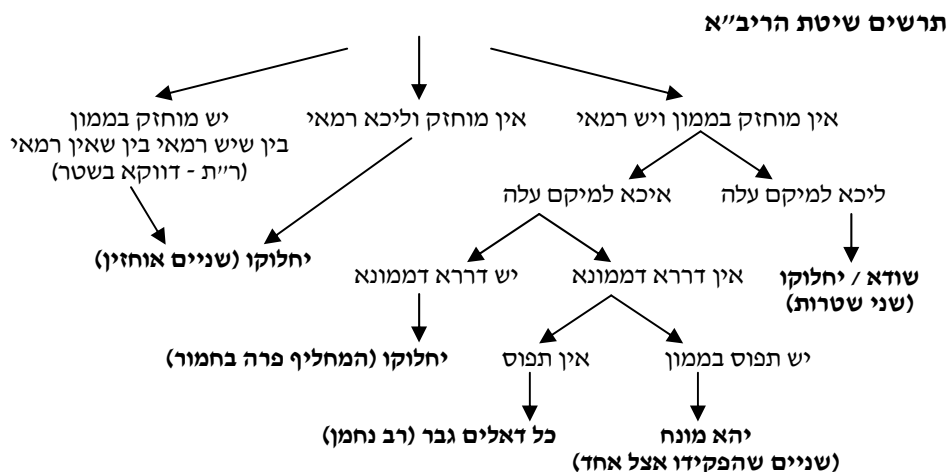 תרשים שיטת הריב״א
אין מוחזק בממון ויש רמאי
אין מוחזק וליכא רמאי
יש מוחזק בממון
בין שיש רמאי בין שאין רמאי
(ר״ת - דווקא בשטר)
ליכא למיקם עלה
איכא למיקם עלה
יחלוקו (שניים אוחזין)
שודא / יחלוקו
(שני שטרות)
אין דררא דממונא
יש דררא דממונא
יש תפוס בממון
אין תפוס
יחלוקו (המחליף פרה בחמור)
יהא מונח
(שניים שהפקידו אצל אחד)
כל דאלים גבר (רב נחמן)